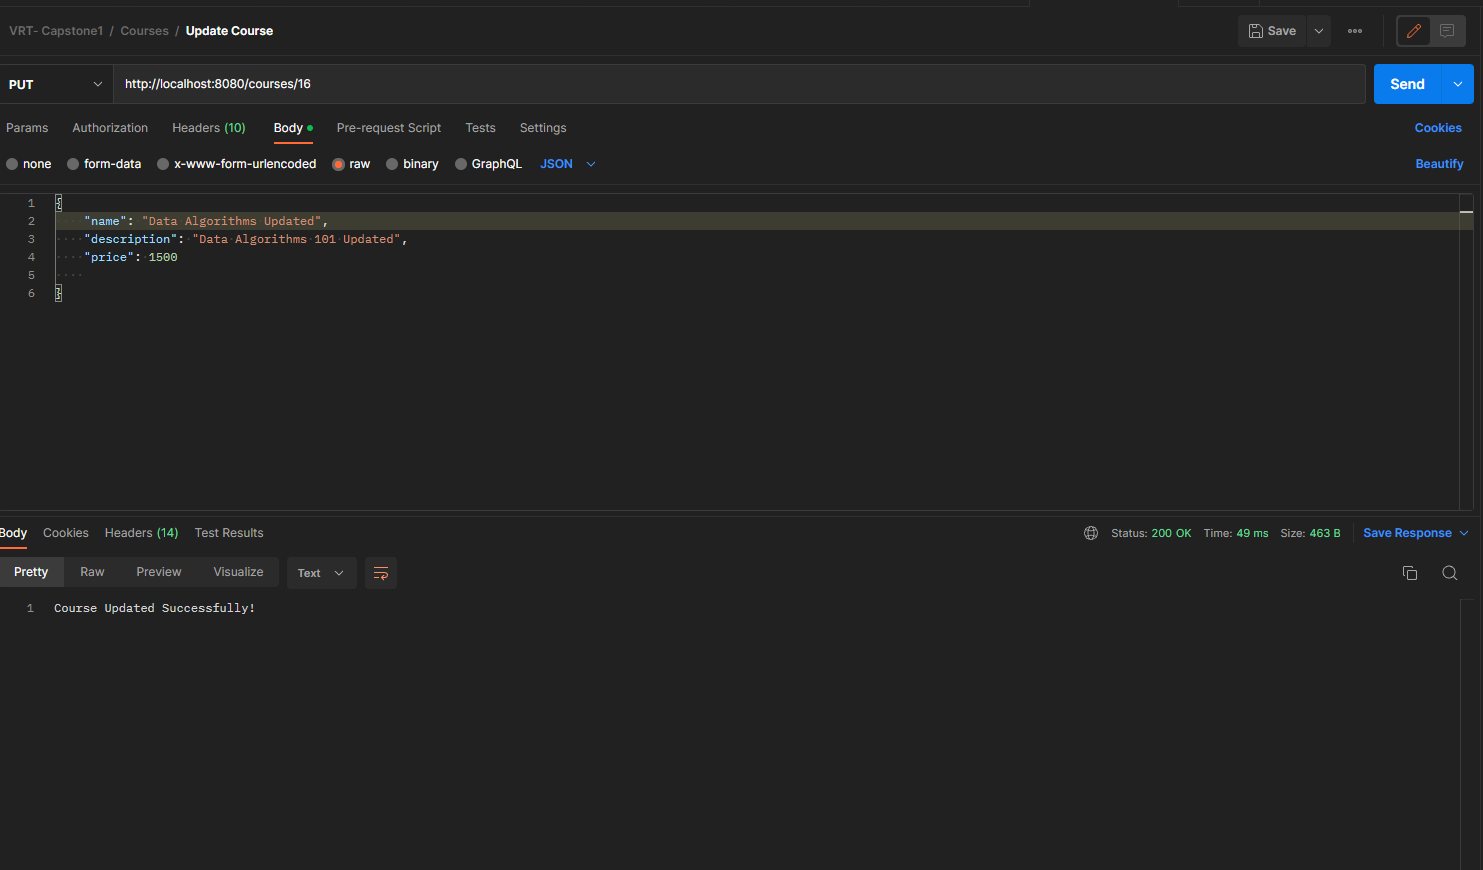 VRT- Capstone1 / Courses / Update Course
Save
PUT
http://localhost:8080/courses/16
Send
Params Authorization Headers (10) Body Pre-request Script Tests Settings Cookies
none form-data x-www-form-urlencoded raw binary GraphQL JSON Beautify
1 {
2 "name": "Data Algorithms Updated",
3 "description": "Data Algorithms 101 Updated",
4 "price": 1500
5
6 }
Body Cookies Headers (14) Test Results Status: 200 OK Time: 49 ms Size: 463 B Save Response
Pretty Raw Preview Visualize Text
1 Course Updated Successfully!